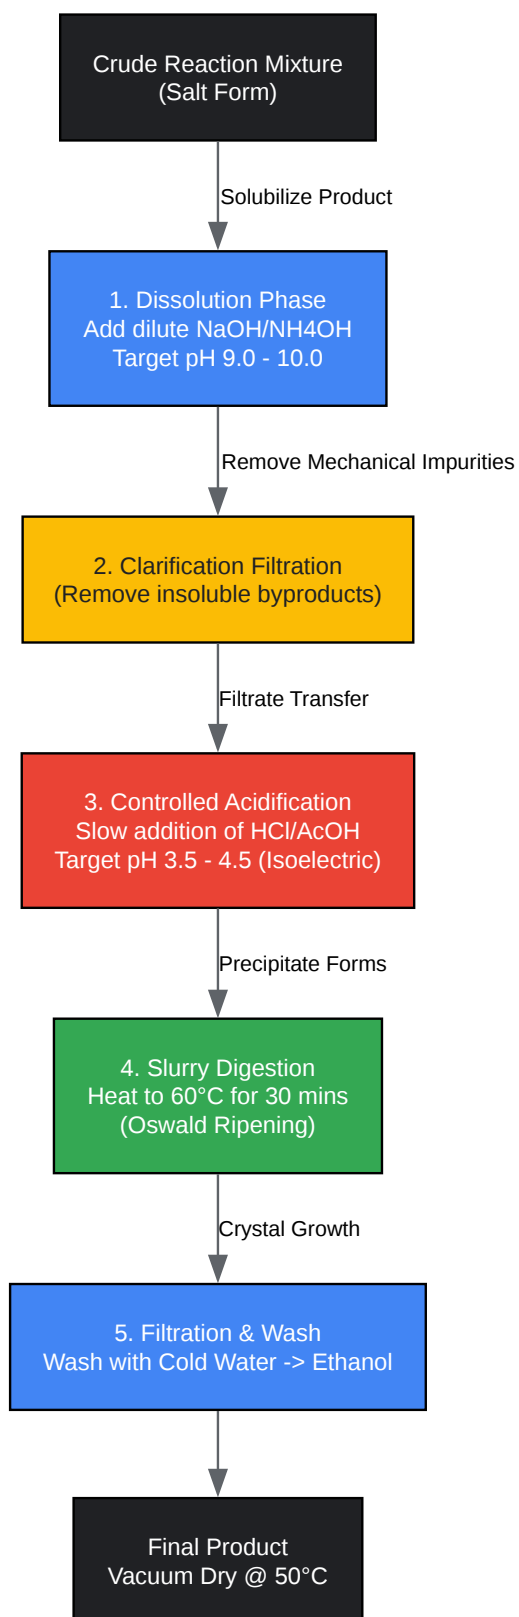 Crude Reaction Mixture
(Salt Form)
Solubilize Product
1. Dissolution Phase
Add dilute NaOH/NH4OH
Target pH 9.0 - 10.0
Remove Mechanical Impurities
2. Clarification Filtration
(Remove insoluble byproducts)
Filtrate Transfer
3. Controlled Acidification
Slow addition of HCl/AcOH
Target pH 3.5 - 4.5 (Isoelectric)
Precipitate Forms
4. Slurry Digestion
Heat to 60°C for 30 mins
(Oswald Ripening)
Crystal Growth
5. Filtration & Wash
Wash with Cold Water -> Ethanol
Final Product
Vacuum Dry @ 50°C